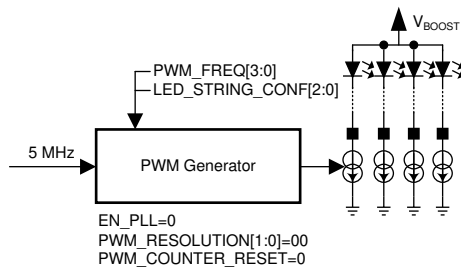 V_BOOST
PWM_FREQ[3:0]
LED_STRING_CONF[2:0]
5 MHz
PWM Generator
EN_PLL=0
PWM_RESOLUTION[1:0]=00
PWM_COUNTER_RESET=0